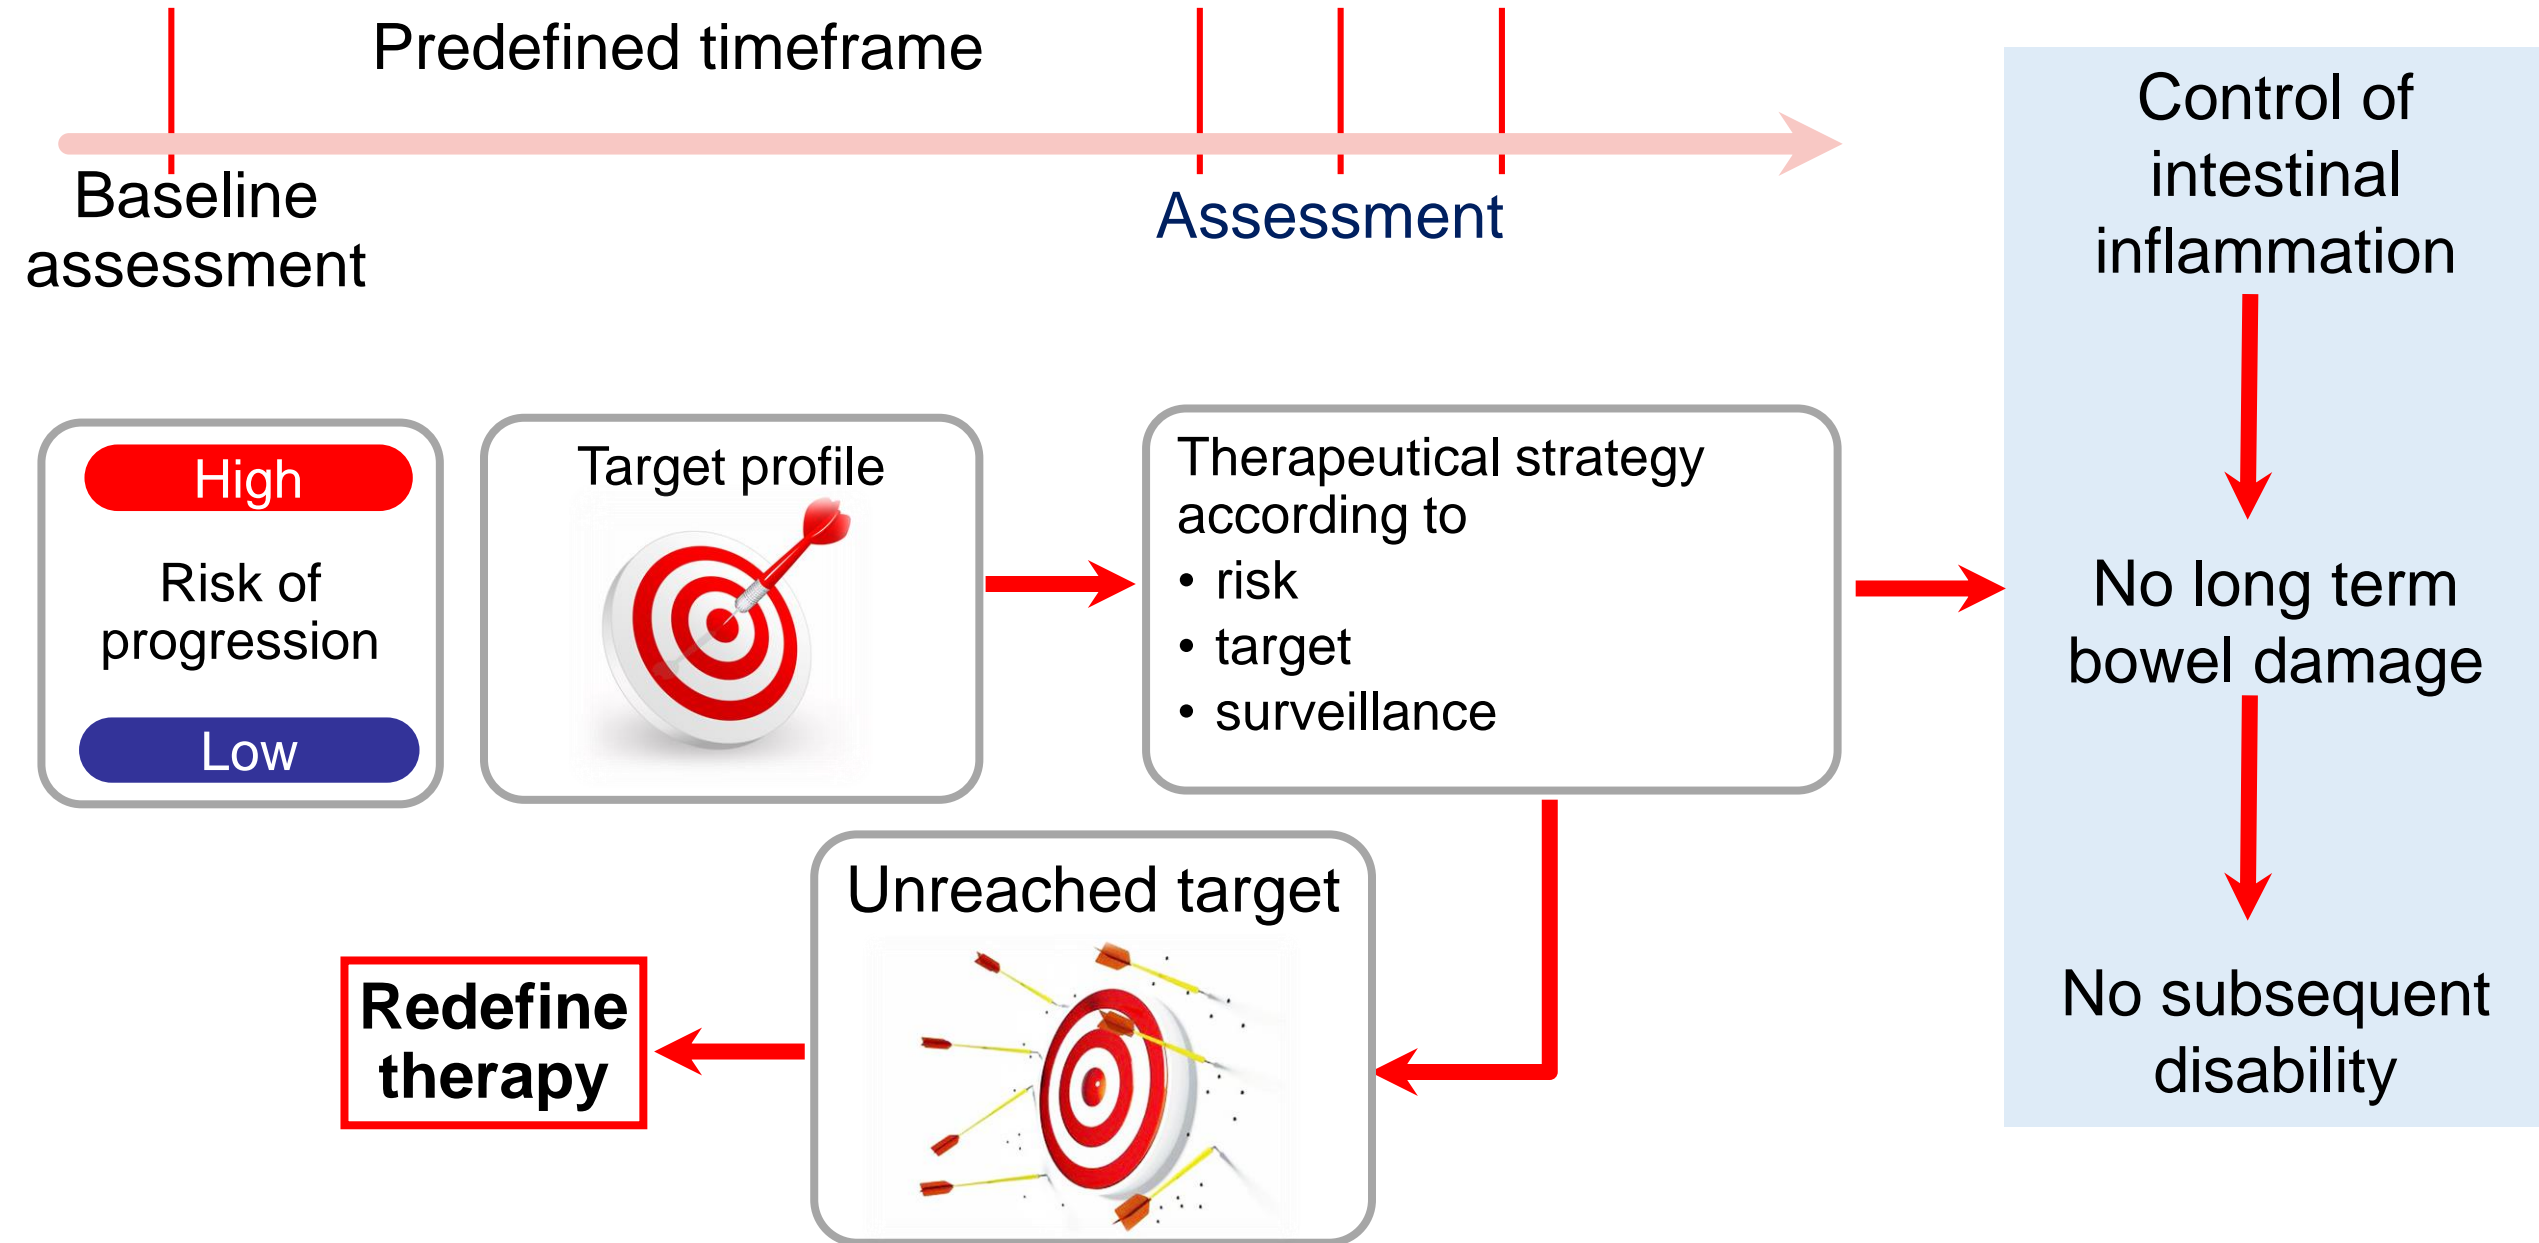 Predefined timeframe
Baseline
assessment
Assessment
High
Risk of
progression
Low
Target profile
Therapeutical strategy
according to
• risk
• target
• surveillance
Unreached target
Redefine
therapy
Control of
intestinal
inflammation
No long term
bowel damage
No subsequent
disability